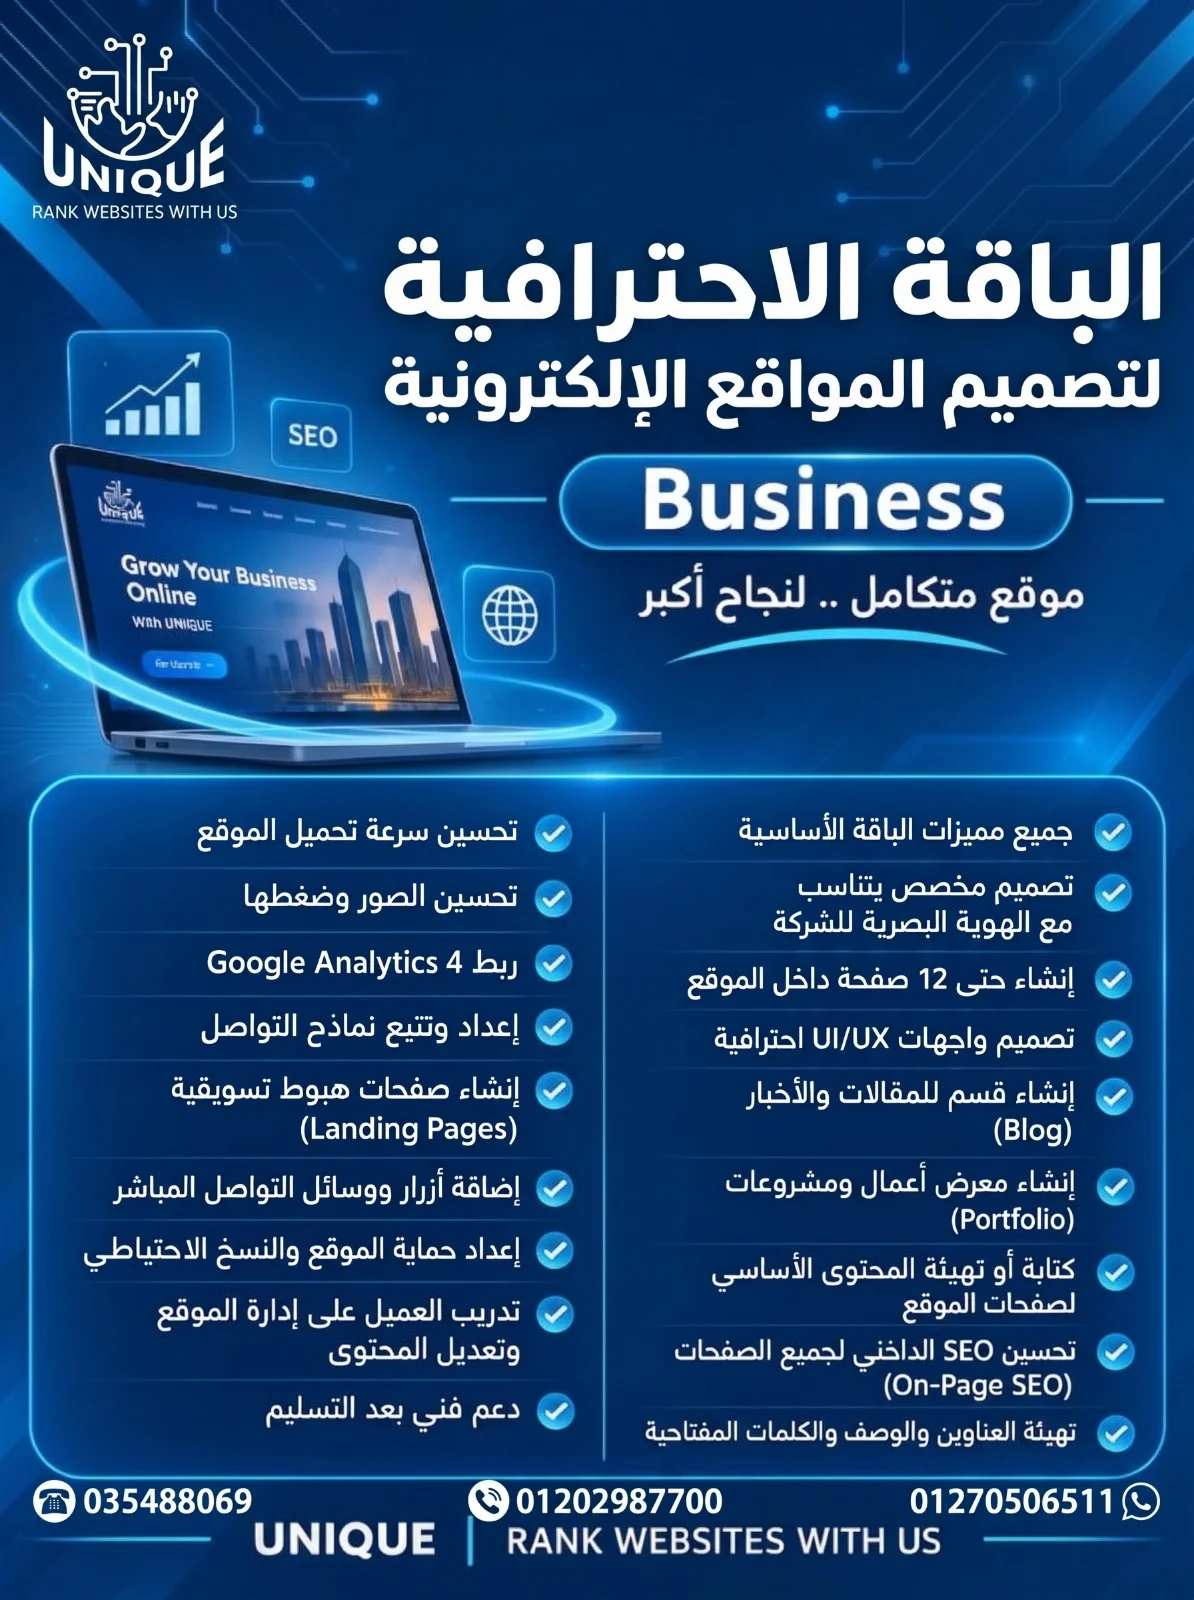 UNIQUE
RANK WEBSITES WITH US
الباقة الاحترافية
لتصميم المواقع الإلكترونية
Business
موقع متكامل .. لنجاح أكبر
SEO
UNIQUE
Grow Your Business
Online
With UNIIQUE
جميع مميزات الباقة الأساسية
تصميم مخصص يتناسب
مع الهوية البصرية للشركة
إنشاء حتى 12 صفحة داخل الموقع
تصميم واجهات UI/UX احترافية
إنشاء قسم للمقالات والأخبار
(Blog)
إنشاء معرض أعمال ومشروعات
(Portfolio)
كتابة أو تهيئة المحتوى الأساسي
لصفحات الموقع
تحسين SEO الداخني لجميع الصفحات
(On-Page SEO)
تهيئة العناوين والوصف والكلمات المفتاحية
تحسين سرعة تحميل الموقع
تحسين الصور وضغطها
ربط Google Analytics 4
إعداد وتتيع نماذج التواصل
إنشاء صفحات هبوط تسويقية
(Landing Pages)
إضاقة أزرار ووسائل التواصل المباشر
إعداد حماية الموقع والنسخ الاحتياطي
تدريب العميل على إدارة الموقع
وتعديل المحتوى
دعم فني بعد التسليم
035488069
01202987700
01270506511
UNIQUE | RANK WEBSITES WITH US